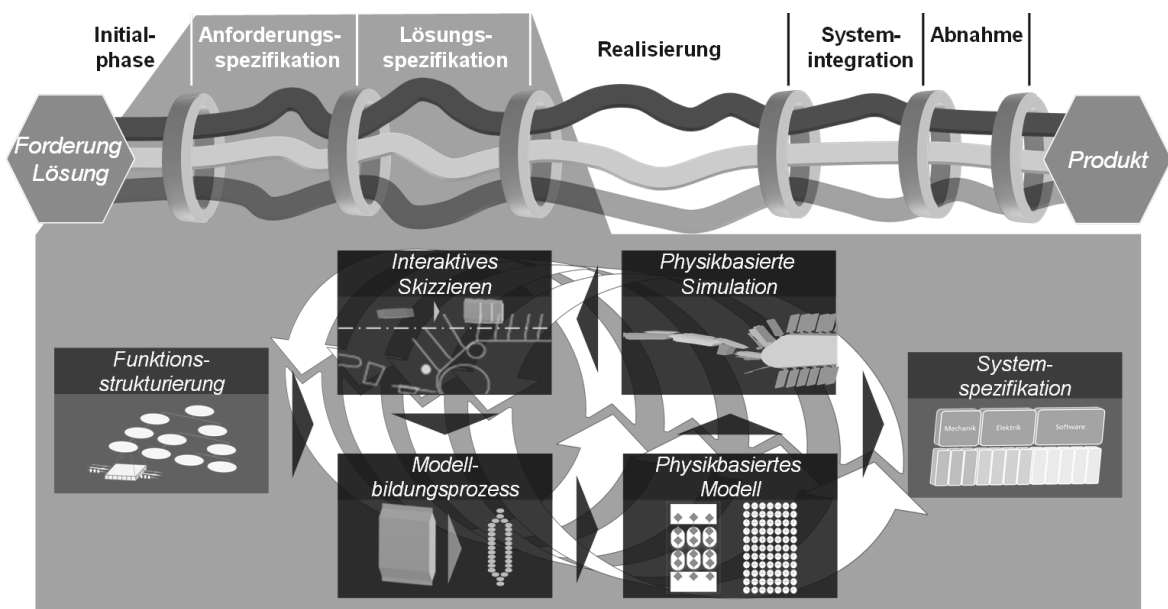 Initial-
phase
Anforderungs-
spezifikation
Lösungs-
spezifikation
Realisierung
System-
integration
Abnahme
Forderung
Lösung
Produkt
Interaktives
Skizzieren
Physikbasierte
Simulation
Funktions-
strukturierung
System-
spezifikation
Mechanik
Elektrik
Software
Modell-
bildungsprozess
Physikbasiertes
Modell